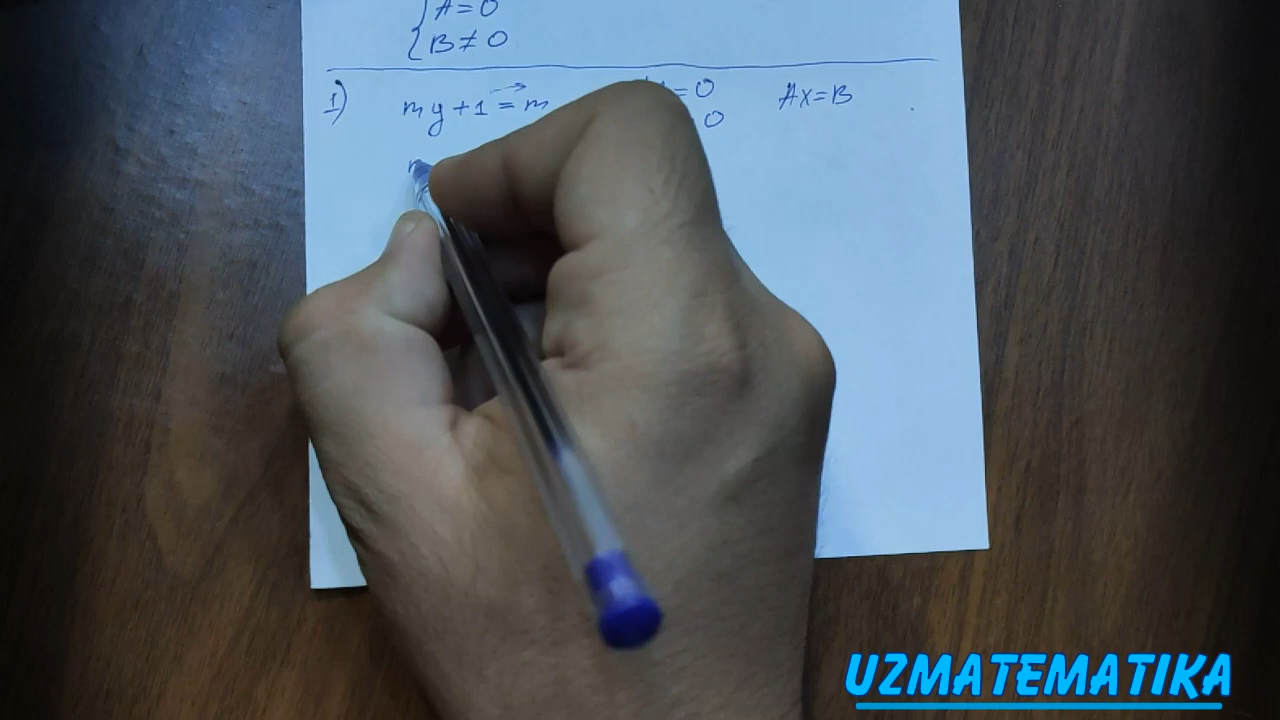 A = 0
B ≠ 0
1) my + 1 = m = 0 Ax = B
0
UZMATEMATIKA